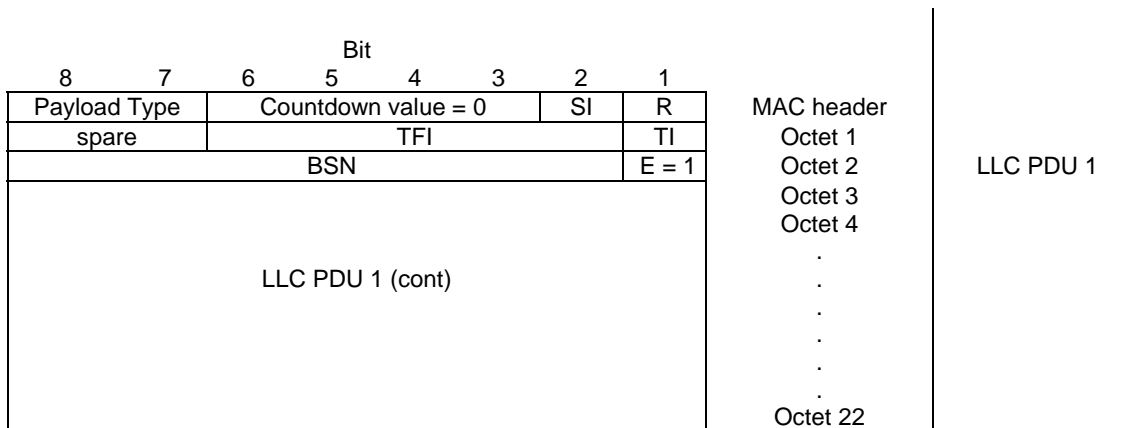 Bit
8 7 6 5 4 3 2 1
Payload Type Countdown value = 0 SI R MAC header
spare TFI TI Octet 1
BSN E = 1 Octet 2 LLC PDU 1
Octet 3
Octet 4
.
LLC PDU 1 (cont) .
.
.
.
.
Octet 22